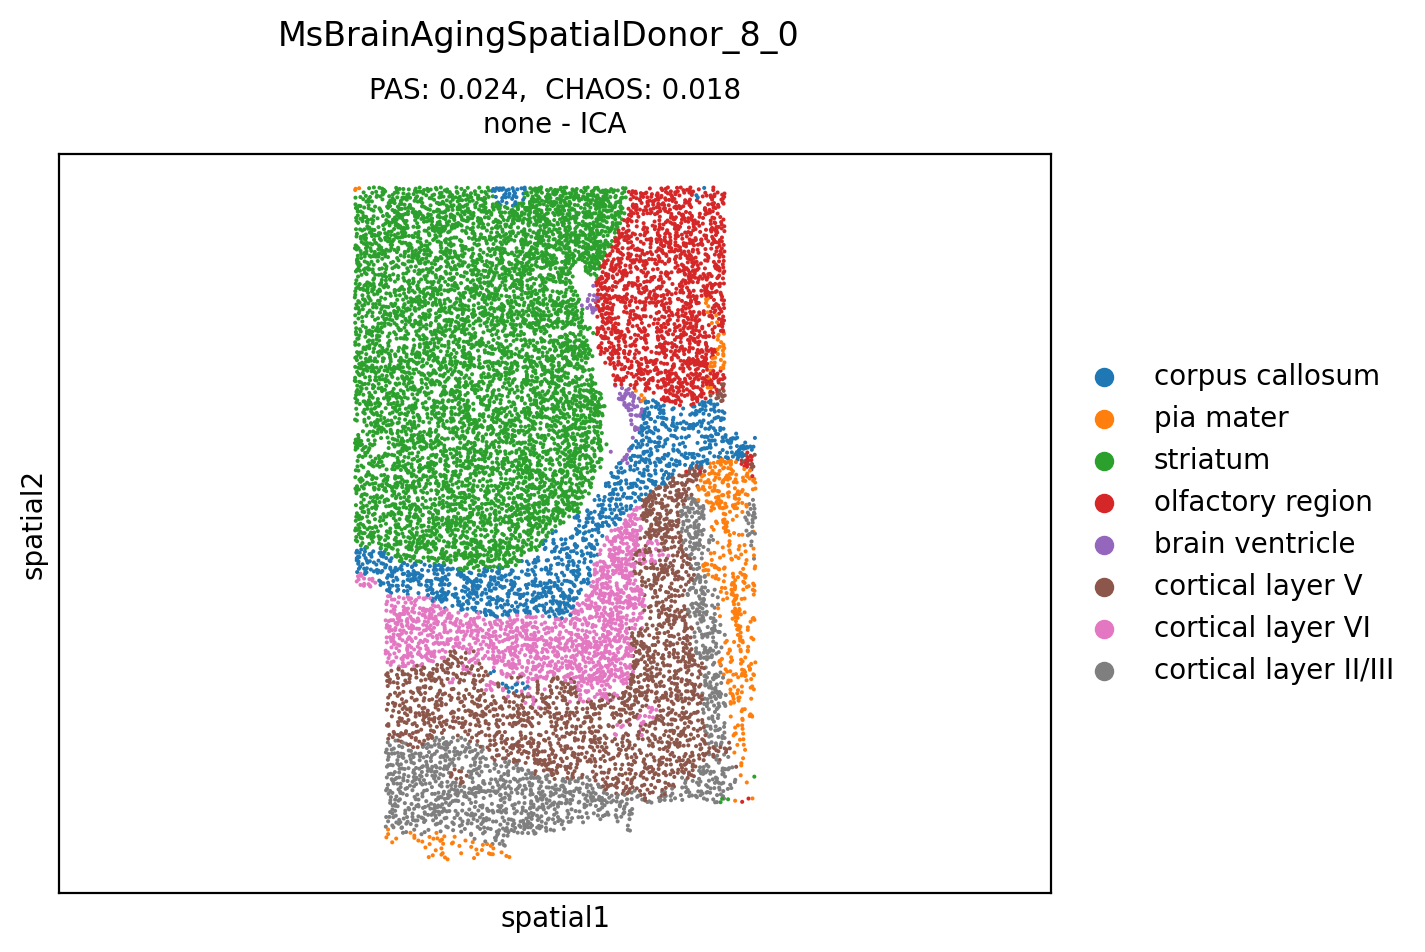 MsBrainAgingSpatialDonor_8_0
PAS: 0.024,  CHAOS: 0.018
none - ICA
spatial2
corpus callosum
pia mater
striatum
olfactory region
brain ventricle
cortical layer V
cortical layer VI
cortical layer II/III
spatial1